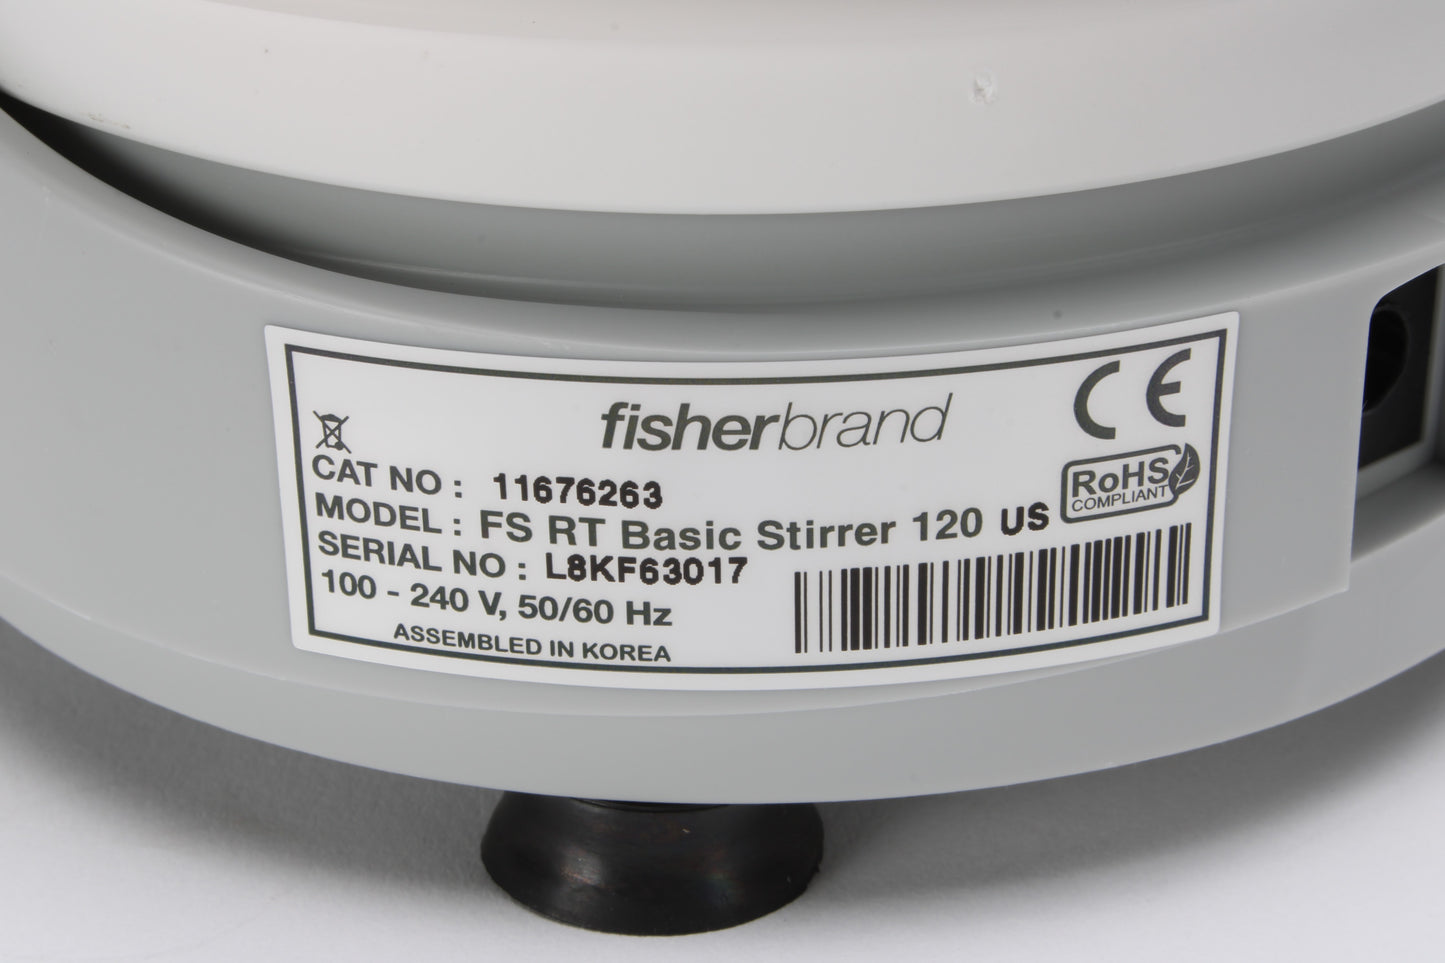 fisherbrand
CE
RoHS
COMPLIANT
CAT NO : 11676263
MODEL : FS RT Basic Stirrer 120 US
SERIAL NO : L8KF63017
100 - 240 V, 50/60 Hz
ASSEMBLED IN KOREA